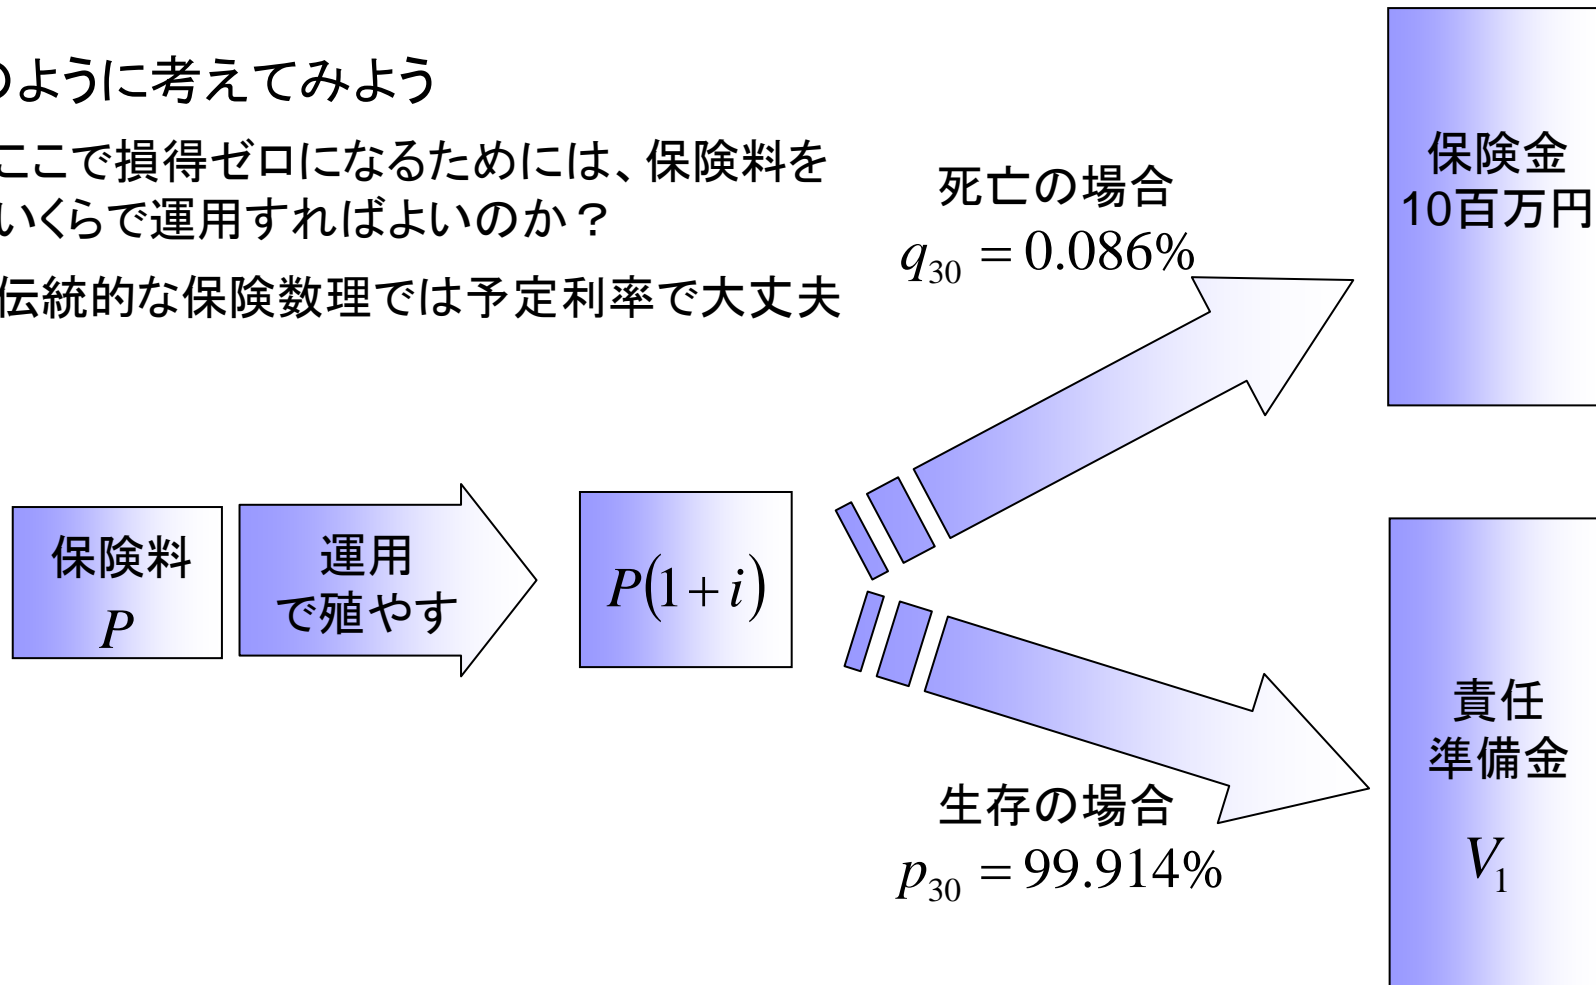 のように考えてみよう
ここで損得ゼロになるためには、保険料を
いくらで運用すればよいのか？
伝統的な保険数理では予定利率で大丈夫
死亡の場合
q₃₀ = 0.086%
保険金
10百万円
保険料
P
運用
で殖やす
P(1+i)
生存の場合
p₃₀ = 99.914%
責任
準備金
V₁